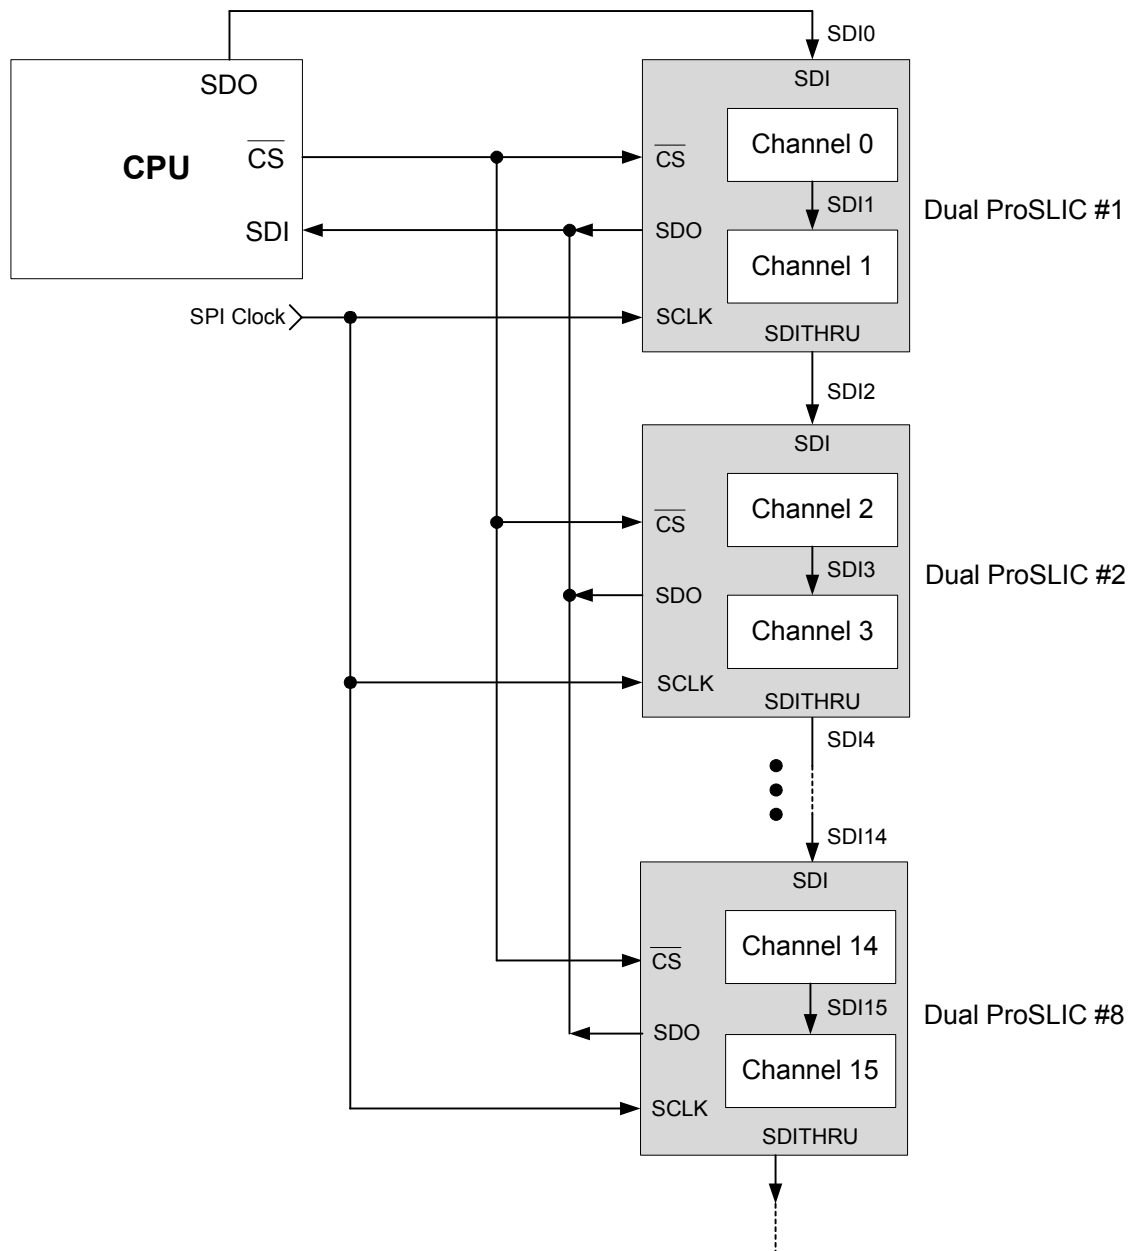 SDI0
SDO
SDI
CPU
CS
CS
Channel 0
SDI1
Dual ProSLIC #1
SDI
SDO
Channel 1
SPI Clock
SCLK
SDITHRU
SDI2
SDI
CS
Channel 2
SDI3
Dual ProSLIC #2
SDO
Channel 3
SCLK
SDITHRU
SDI4
SDI14
SDI
CS
Channel 14
SDI15
Dual ProSLIC #8
SDO
Channel 15
SCLK
SDITHRU